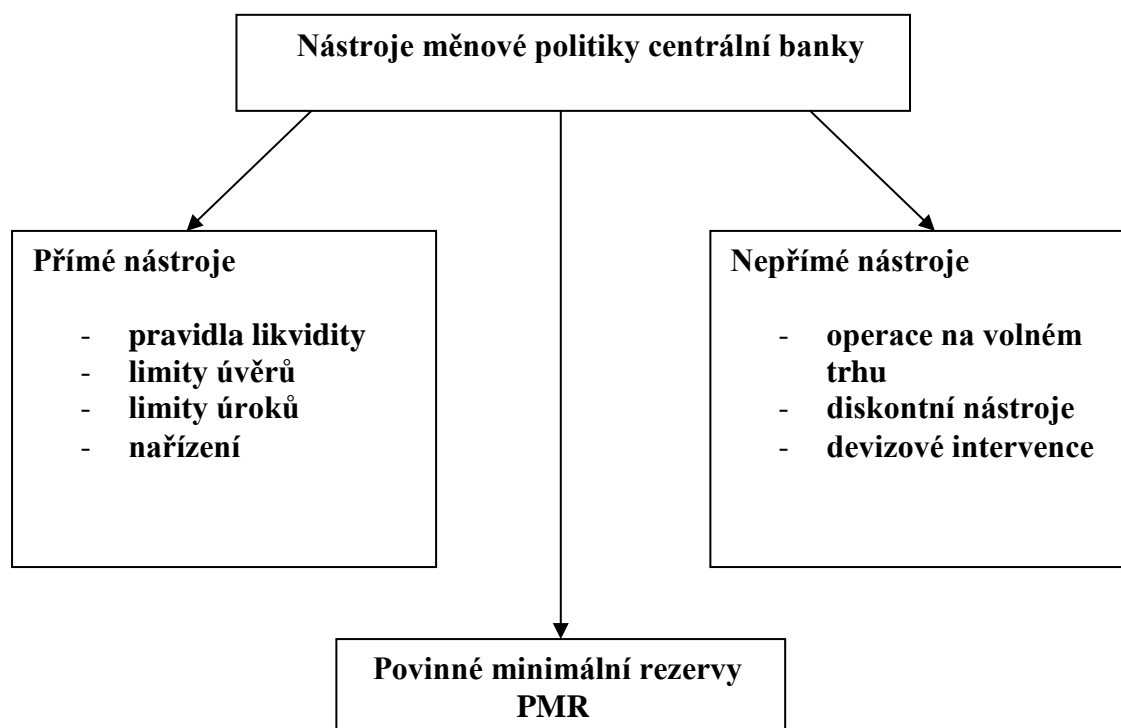 Nástroje měnové politiky centrální banky
Přímé nástroje
- pravidla likvidity
- limity úvěrů
- limity úroků
- nařízení
Nepřímé nástroje
- operace na volném
trhu
- diskontní nástroje
- devizové intervence
Povinné minimální rezervy
PMR